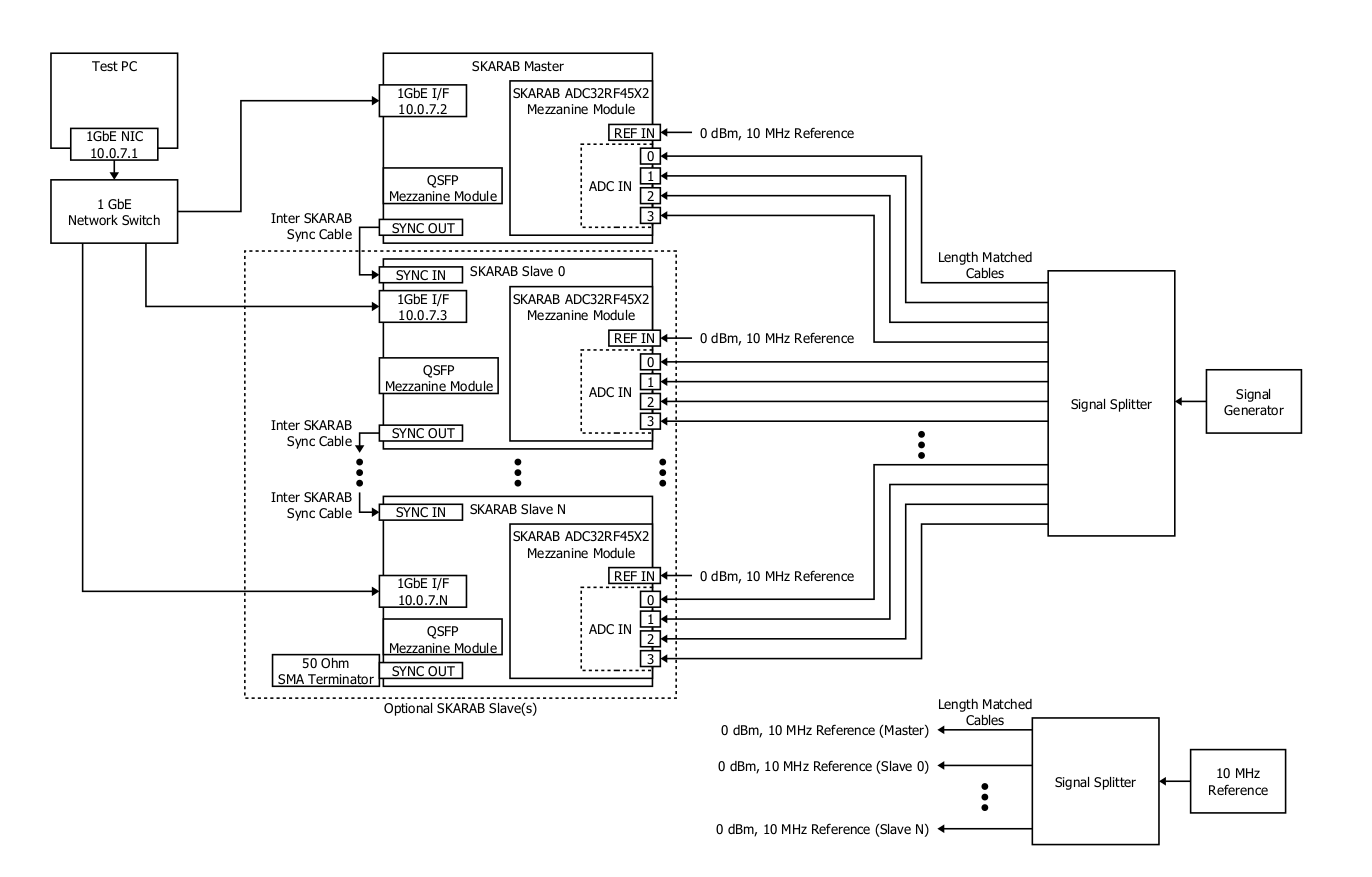 Test PC
1GbE NIC
10.0.7.1
1 GbE
Network Switch
SKARAB Master
1GbE I/F
10.0.7.2
SKARAB ADC32RF45X2
Mezzanine Module
REF IN
0 dBm, 10 MHz Reference
ADC IN
0
1
2
3
QSFP
Mezzanine Module
SYNC OUT
Inter SKARAB
Sync Cable
SYNC IN
SKARAB Slave 0
1GbE I/F
10.0.7.3
SKARAB ADC32RF45X2
Mezzanine Module
REF IN
0 dBm, 10 MHz Reference
ADC IN
0
1
2
3
QSFP
Mezzanine Module
SYNC OUT
Inter SKARAB
Sync Cable
Inter SKARAB
Sync Cable
SYNC IN
SKARAB Slave N
SKARAB ADC32RF45X2
Mezzanine Module
1GbE I/F
10.0.7.N
REF IN
0 dBm, 10 MHz Reference
ADC IN
0
1
2
3
QSFP
Mezzanine Module
50 Ohm
SMA Terminator
SYNC OUT
Optional SKARAB Slave(s)
Length Matched
Cables
Signal Splitter
Signal
Generator
Length Matched
Cables
0 dBm, 10 MHz Reference (Master)
0 dBm, 10 MHz Reference (Slave 0)
0 dBm, 10 MHz Reference (Slave N)
Signal Splitter
10 MHz
Reference